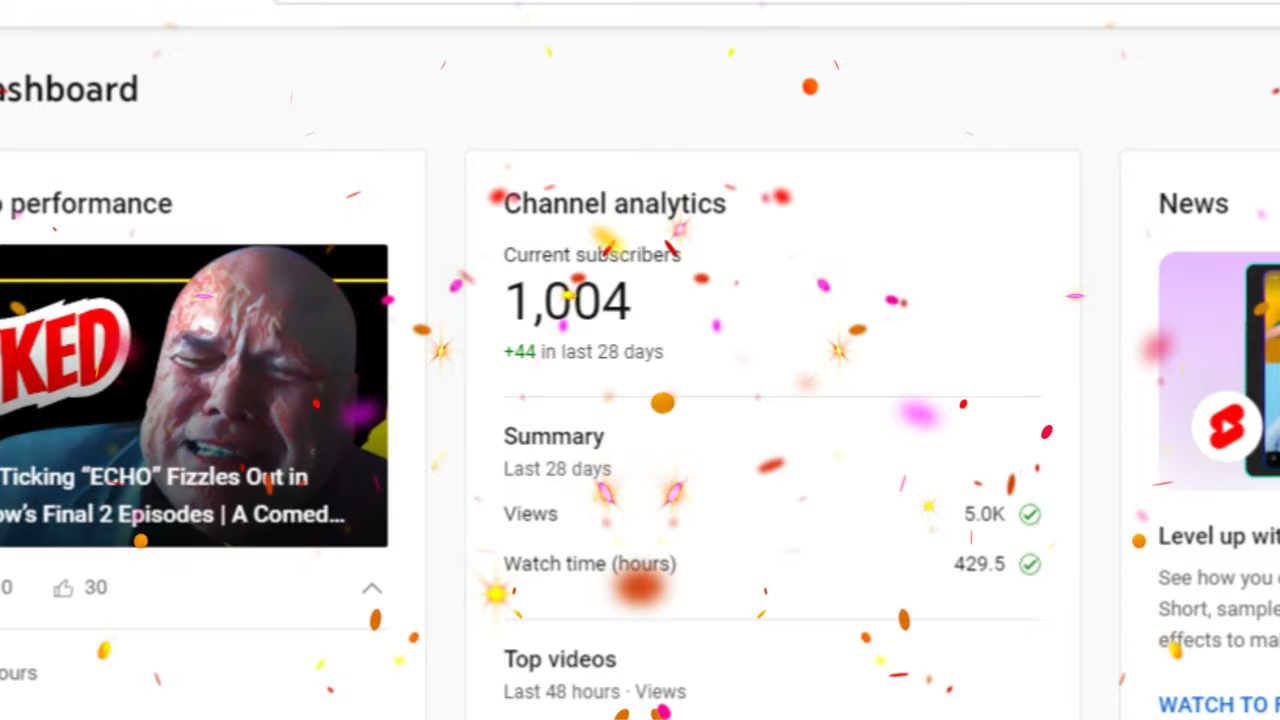 ashboard
performance
KED
Ticking “ECHO” Fizzles Out in
ow’s Final 2 Episodes | A Comed…
0
30
ours
Channel analytics
Current subscribers
1,004
+44 in last 28 days
Summary
Last 28 days
Views 5.0K
Watch time (hours) 429.5
Top videos
Last 48 hours · Views
News
Level up wit
See how you
Short, sample
effects to ma
WATCH TO